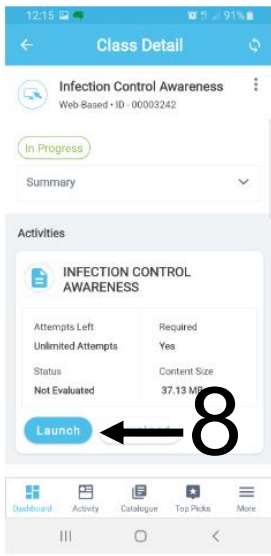 12:15 91%
Class Detail
Infection Control Awareness
Web-Based • ID - 00003242
In Progress
Summary
Activities
INFECTION CONTROL
AWARENESS
Attempts Left Required
Unlimited Attempts Yes
Status Content Size
Not Evaluated 37.13 MB
Launch
8
Dashboard Activity Catalogue Top Picks More